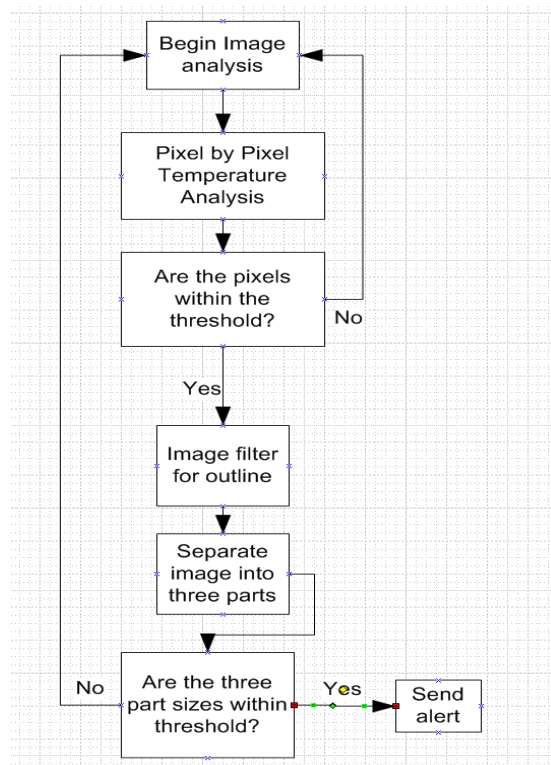 Begin Image
analysis
Pixel by Pixel
Temperature
Analysis
Are the pixels
within the
threshold?
No
Yes
Image filter
for outline
Separate
image into
three parts
No
Are the three
part sizes within
threshold?
Yes
Send
alert